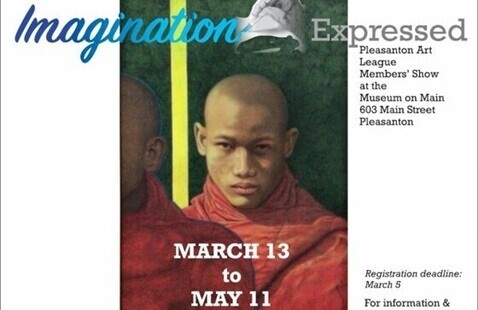 Imagination Expressed
Pleasanton Art
League
Members' Show
at the
Museum on Main
603 Main Street
Pleasanton
MARCH 13
to
MAY 11
Registration deadline:
March 5
For information &